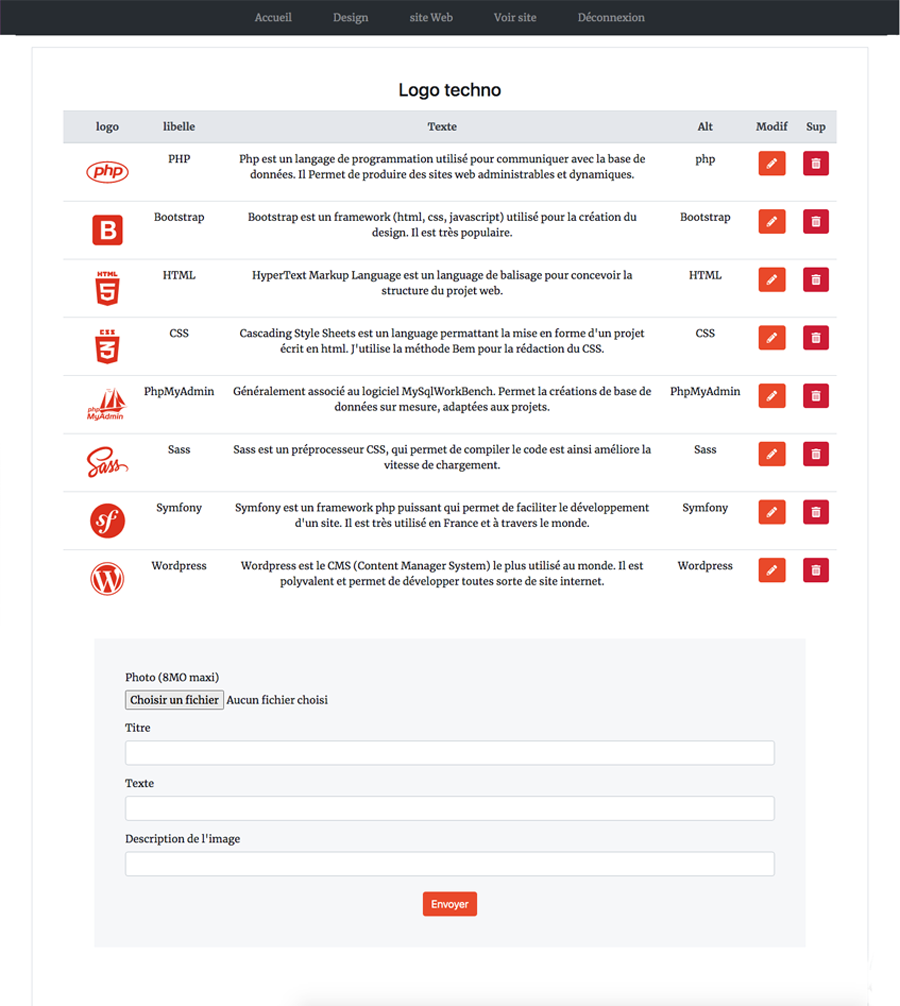 Accueil Design site Web Voir site Déconnexion
Logo techno
logo libelle Texte Alt Modif Sup
php PHP Php est un langage de programmation utilisé pour communiquer avec la base de php
données. Il Permet de produire des sites web administrables et dynamiques.
B Bootstrap Bootstrap est un framework (html, css, javascript) utilisé pour la création du Bootstrap
design. Il est très populaire.
HTML 5 HTML HyperText Markup Language est un language de balisage pour concevoir la HTML
structure du projet web.
CSS 3 CSS Cascading Style Sheets est un language permattant la mise en forme d'un projet CSS
écrit en html. J'utilise la méthode Bem pour la rédaction du CSS.
php MyAdmin PhpMyAdmin Généralement associé au logiciel MySqlWorkBench. Permet la créations de base de PhpMyAdmin
données sur mesure, adaptées aux projets.
Sass Sass Sass est un préprocesseur CSS, qui permet de compiler le code est ainsi améliore la Sass
vitesse de chargement.
sf Symfony Symfony est un framework php puissant qui permet de faciliter le développement Symfony
d'un site. Il est très utilisé en France et à travers le monde.
W Wordpress Wordpress est le CMS (Content Manager System) le plus utilisé au monde. Il est Wordpress
polyvalent et permet de développer toutes sorte de site internet.
Photo (8MO maxi)
Choisir un fichier Aucun fichier choisi
Titre
Texte
Description de l'image
Envoyer